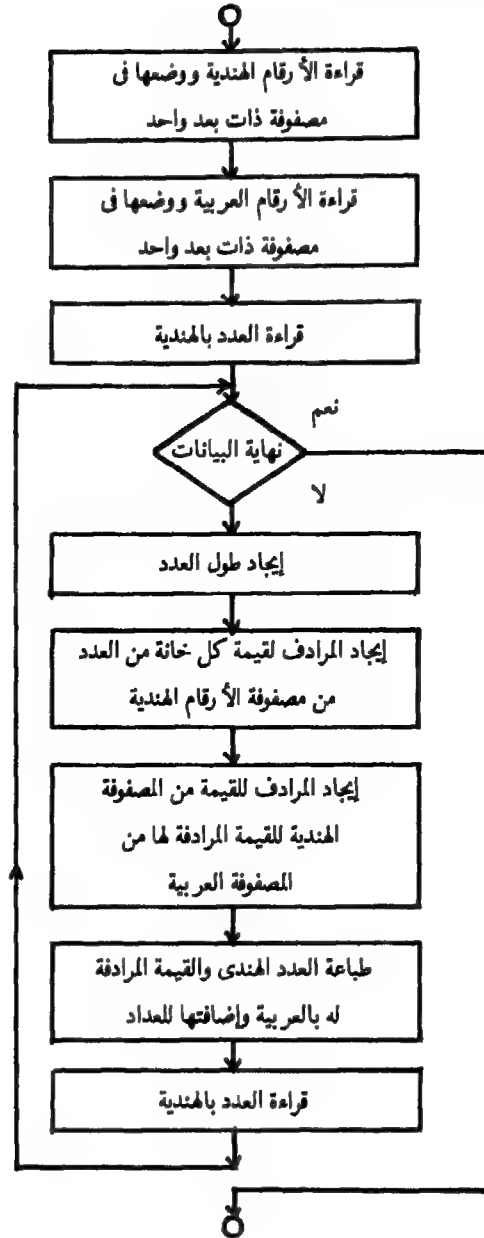 قراءة الأرقام الهندية ووضعها فى
مصفوفة ذات بعد واحد
قراءة الأرقام العربية ووضعها فى
مصفوفة ذات بعد واحد
قراءة العدد بالهندية
نعم
نهاية البيانات
لا
إيجاد طول العدد
إيجاد المرادف لقيمة كل خانة من العدد
من مصفوفة الأرقام الهندية
إيجاد المرادف للقيمة من المصفوفة
الهندية للقيمة المرادفة لها من
المصفوفة العربية
طباعة العدد الهندى والقيمة المرادفة
له بالعربية وإضافتها للعداد
قراءة العدد بالهندية